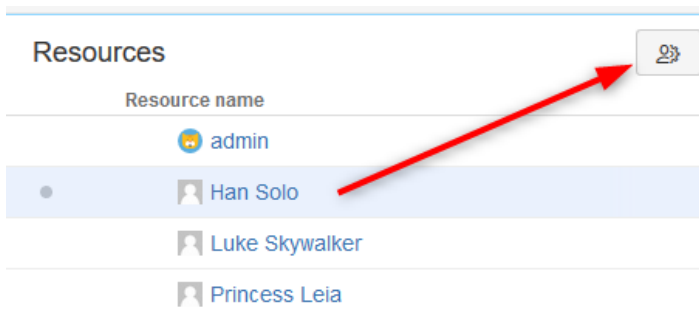 Resources
Resource name
admin
Han Solo
Luke Skywalker
Princess Leia